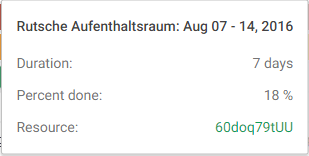 Rutsche Aufenthaltsraum: Aug 07 - 14, 2016
Duration: 7 days
Percent done: 18 %
Resource: 60doq79tUU